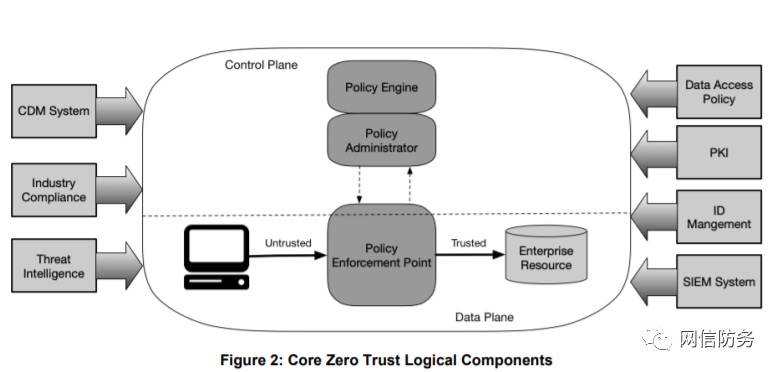 Control Plane
Policy Engine
Policy
Administrator
CDM System
Industry
Compliance
Threat
Intelligence
Data Access
Policy
PKI
ID
Mangement
SIEM System
Untrusted
Policy
Enforcement Point
Trusted
Enterprise
Resource
Data Plane
网信防务
Figure 2: Core Zero Trust Logical Components